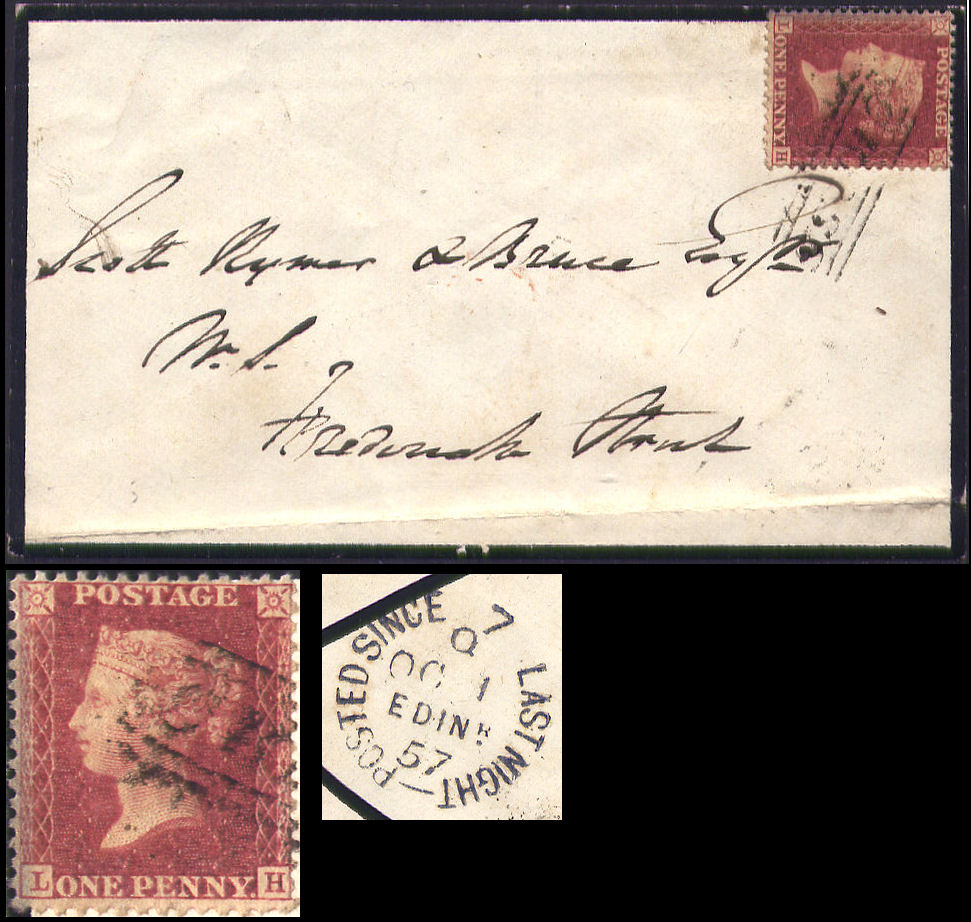 POSTAGE
ONE PENNY
L H
Scott Rymer & Bruce Esqrs
W.S.
Frederick Street
POSTAGE
L ONE PENNY. H
POSTED SINCE LAST NIGHT
Q 7
OC 1
EDINR.
57